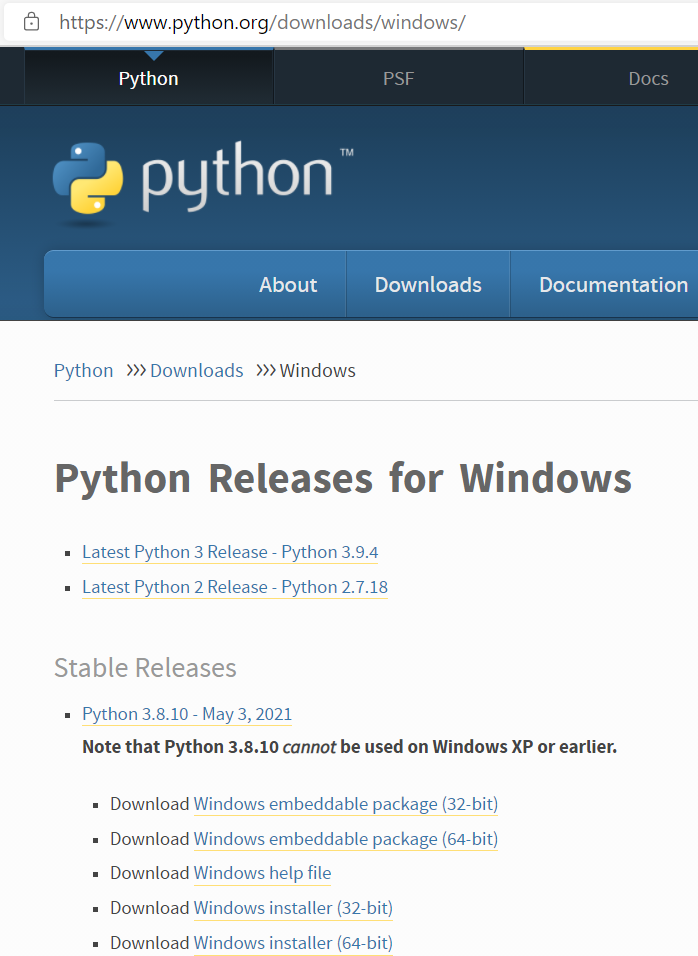 https://www.python.org/downloads/windows/
Python PSF Docs
python™
About Downloads Documentation
Python >>> Downloads >>> Windows
Python Releases for Windows
Latest Python 3 Release - Python 3.9.4
Latest Python 2 Release - Python 2.7.18
Stable Releases
Python 3.8.10 - May 3, 2021
Note that Python 3.8.10 cannot be used on Windows XP or earlier.
Download Windows embeddable package (32-bit)
Download Windows embeddable package (64-bit)
Download Windows help file
Download Windows installer (32-bit)
Download Windows installer (64-bit)